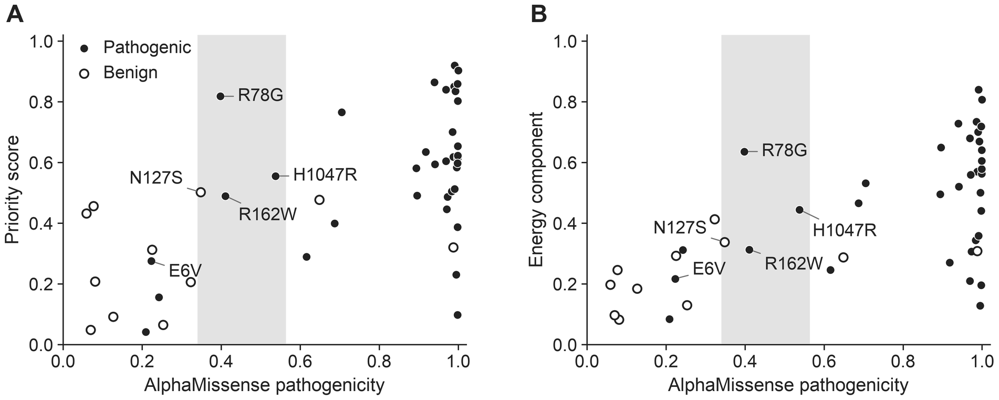 A
Priority score
1.0
0.8
0.6
0.4
0.2
0.0
Pathogenic
Benign
R78G
N127S
H1047R
R162W
E6V
0.0 0.2 0.4 0.6 0.8 1.0
AlphaMissense pathogenicity
B
Energy component
1.0
0.8
0.6
0.4
0.2
0.0
R78G
N127S
H1047R
R162W
E6V
0.0 0.2 0.4 0.6 0.8 1.0
AlphaMissense pathogenicity